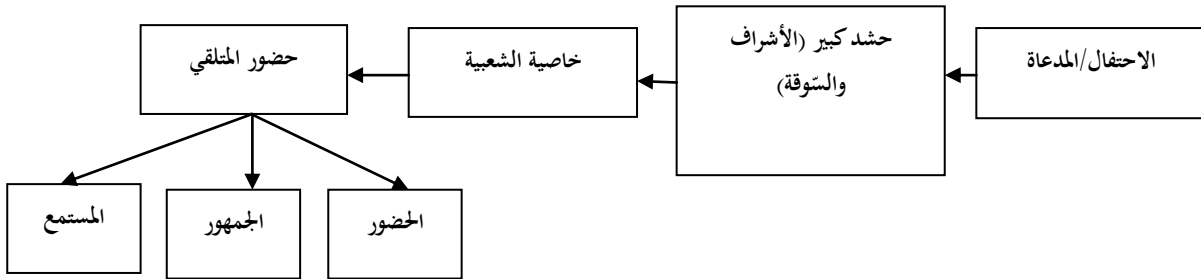 الاحتفال/المدعاة
حشد كبير (الأشراف
والسّوقة)
خاصية الشعبية
حضور المتلقي
الحضور
الجمهور
المستمع